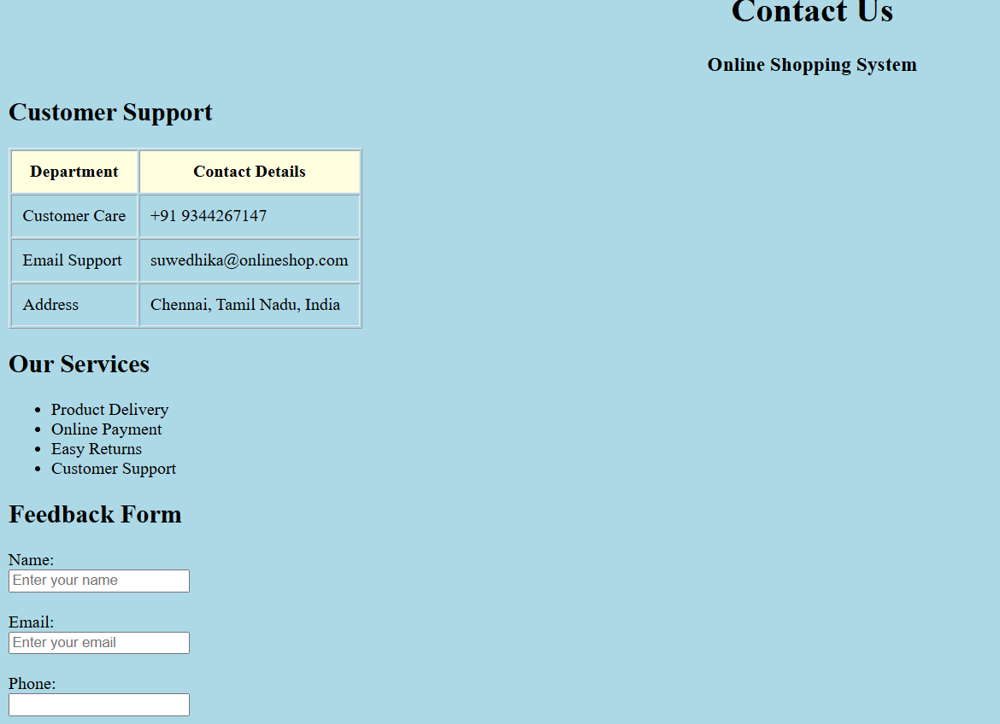 Contact Us
Online Shopping System
Customer Support
Department Contact Details
Customer Care +91 9344267147
Email Support suwedhika@onlineshop.com
Address Chennai, Tamil Nadu, India
Our Services
Product Delivery
Online Payment
Easy Returns
Customer Support
Feedback Form
Name:
Enter your name
Email:
Enter your email
Phone: